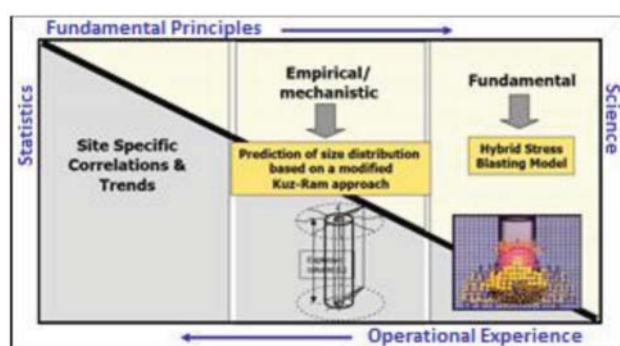 Fundamental Principles
Statistics
Science
Site Specific
Correlations &
Trends
Empirical/
mechanistic
Prediction of size distribution
based on a modified
Kuz-Ram approach
Fundamental
Hybrid Stress
Blasting Model
Operational Experience